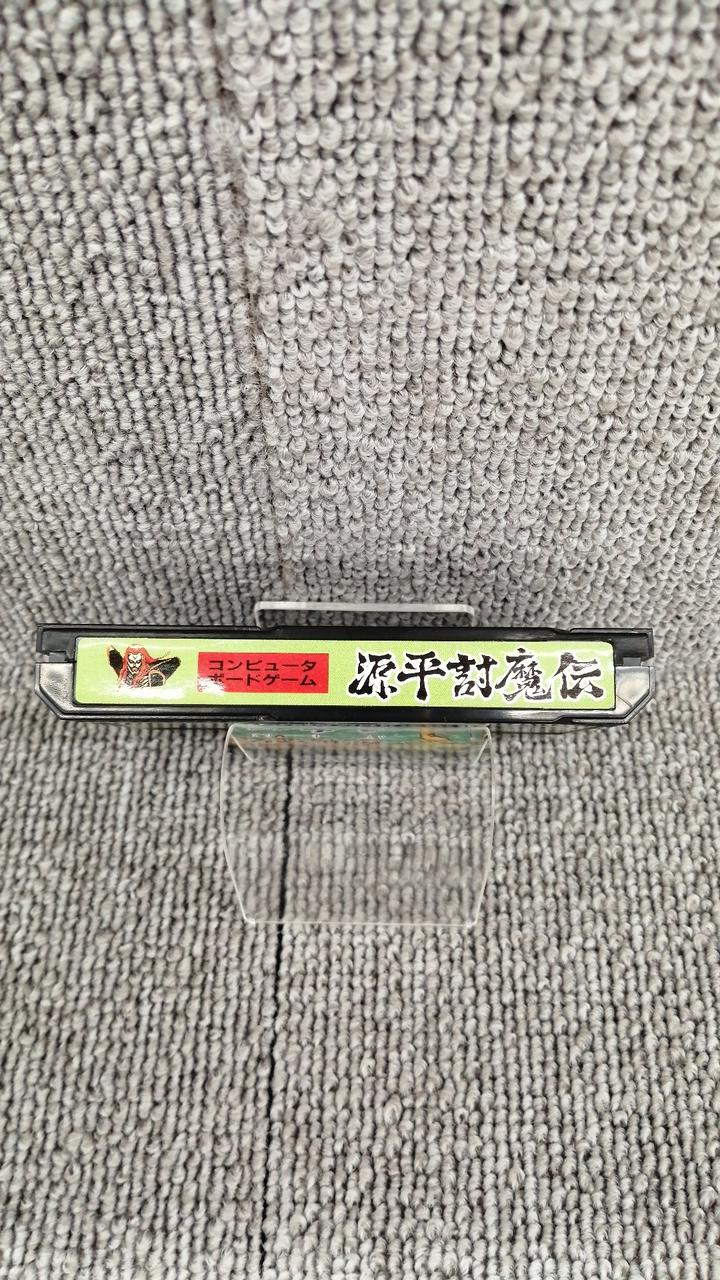 コンピュータ
ボードゲーム
源平討魔伝